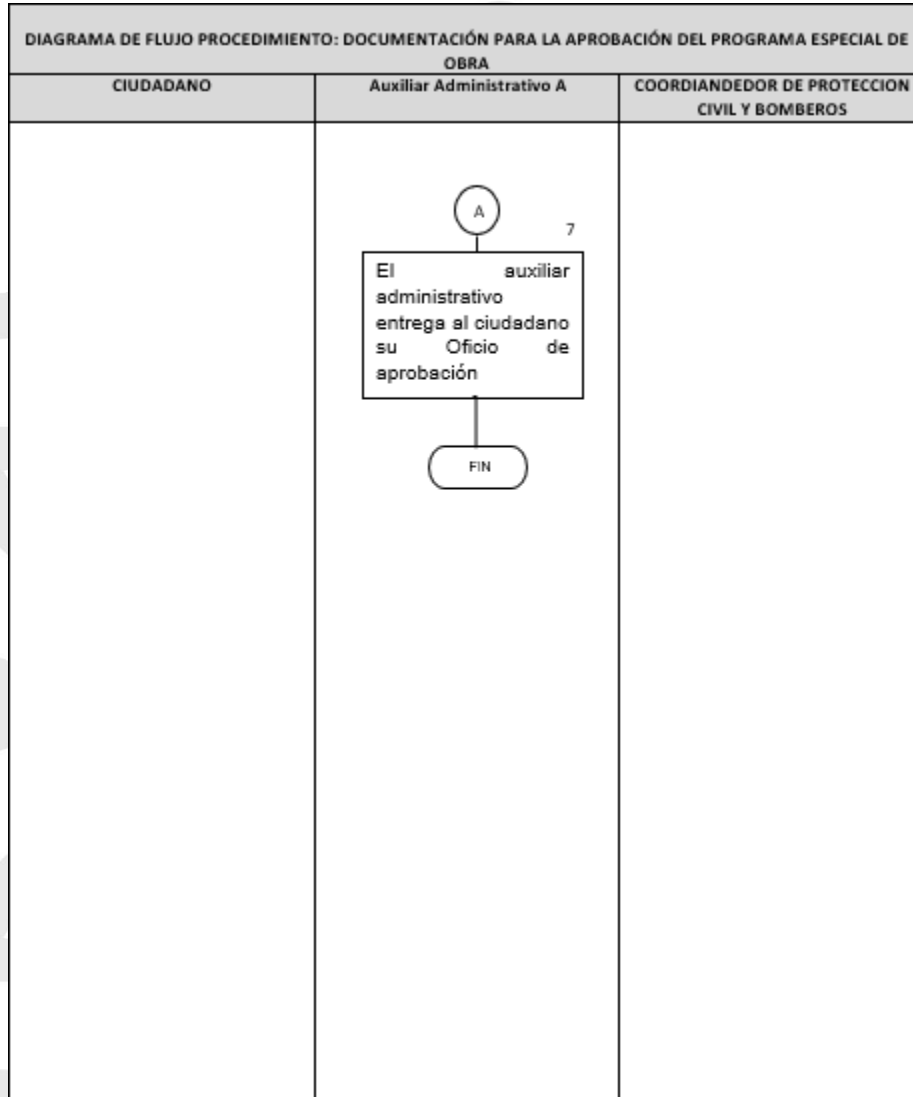 DIAGRAMA DE FLUJO PROCEDIMIENTO: DOCUMENTACIÓN PARA LA APROBACIÓN DEL PROGRAMA ESPECIAL DE
OBRA
CIUDADANO
Auxiliar Administrativo A
COORDIANDEDOR DE PROTECCION
CIVIL Y BOMBEROS
A
7
El auxiliar
administrativo
entrega al ciudadano
su Oficio de
aprobación
FIN